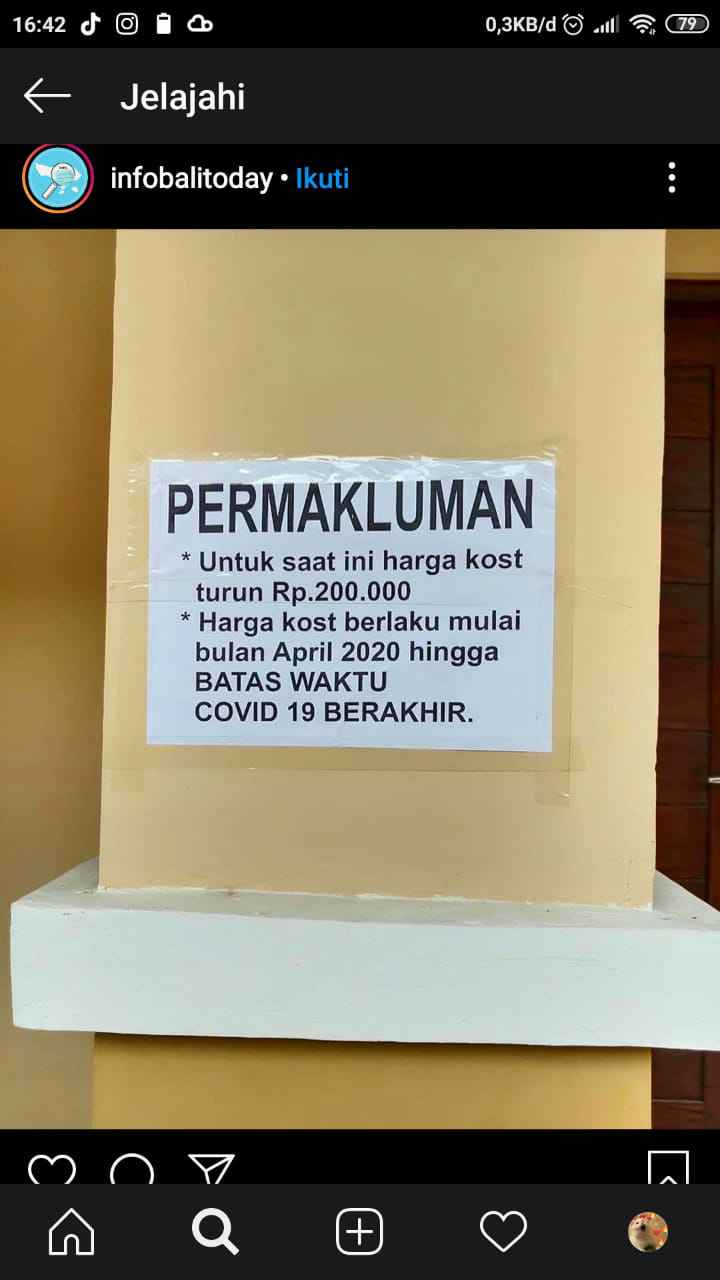 16:42
0,3KB/d
79
Jelajahi
infobalitoday • Ikuti
PERMAKLUMAN
* Untuk saat ini harga kost
turun Rp.200.000
* Harga kost berlaku mulai
bulan April 2020 hingga
BATAS WAKTU
COVID 19 BERAKHIR.